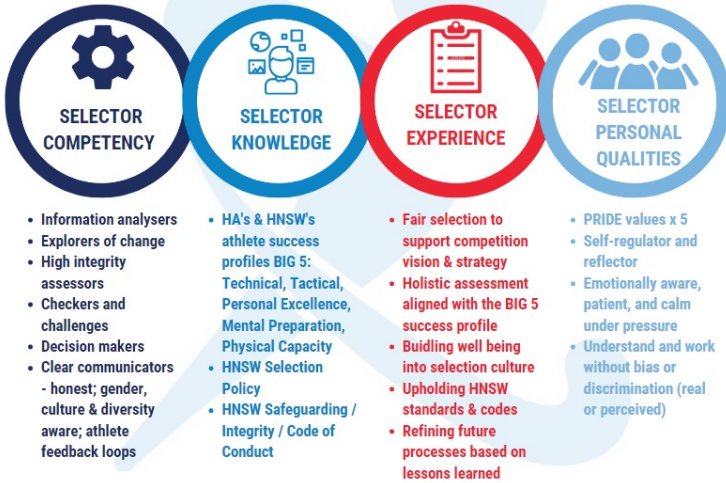 SELECTOR
COMPETENCY
• Information analysers
• Explorers of change
• High integrity
assessors
• Checkers and
challenges
• Decision makers
• Clear communicators
- honest; gender,
culture & diversity
aware; athlete
feedback loops
SELECTOR
KNOWLEDGE
• HA's & HNSW's
athlete success
profiles BIG 5:
Technical, Tactical,
Personal Excellence,
Mental Preparation,
Physical Capacity
• HNSW Selection
Policy
• HNSW Safeguarding /
Integrity / Code of
Conduct
SELECTOR
EXPERIENCE
• Fair selection to
support competition
vision & strategy
• Holistic assessment
aligned with the BIG 5
success profile
• Buidling well being
into selection culture
• Upholding HNSW
standards & codes
• Refining future
processes based on
lessons learned
SELECTOR
PERSONAL
QUALITIES
• PRIDE values x 5
• Self-regulator and
reflector
• Emotionally aware,
patient, and calm
under pressure
• Understand and work
without bias or
discrimination (real
or perceived)